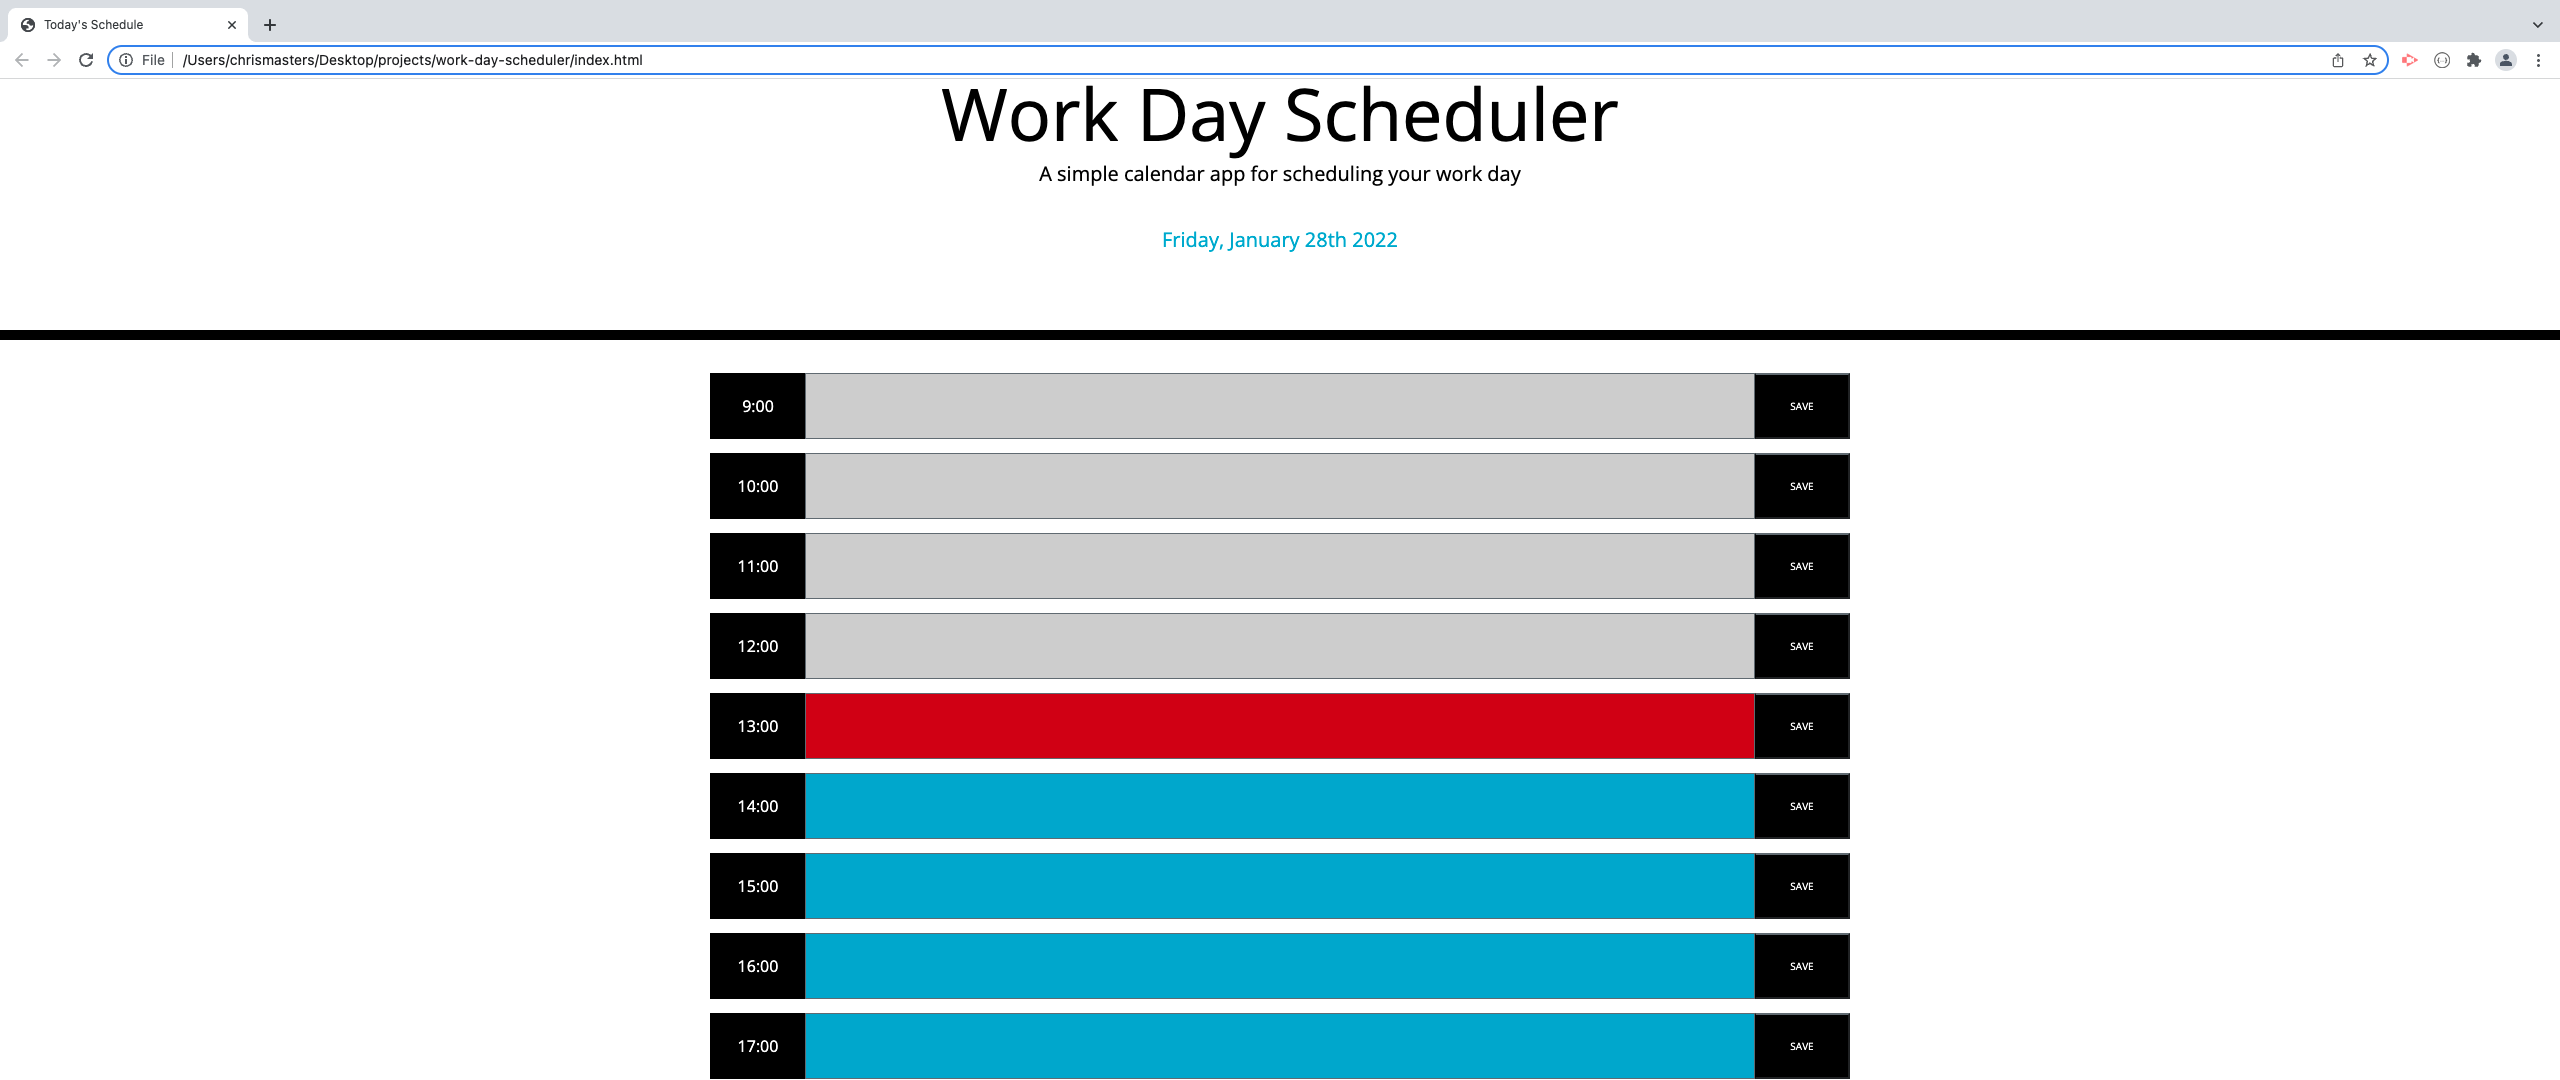 Today's Schedule
File /Users/chrismasters/Desktop/projects/work-day-scheduler/index.html
Work Day Scheduler
A simple calendar app for scheduling your work day
Friday, January 28th 2022
9:00 SAVE
10:00 SAVE
11:00 SAVE
12:00 SAVE
13:00 SAVE
14:00 SAVE
15:00 SAVE
16:00 SAVE
17:00 SAVE